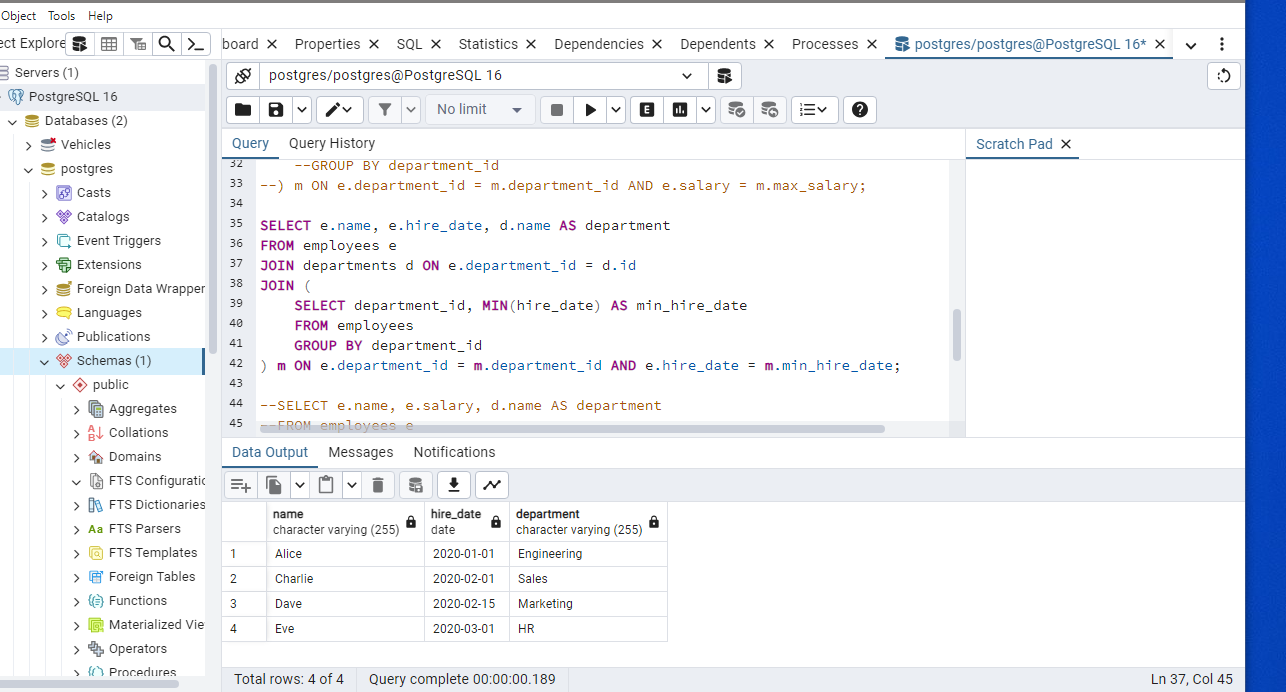 Object Tools Help
ect Explore
board Properties SQL Statistics Dependencies Dependents Processes postgres/postgres@PostgreSQL 16*
Servers (1)
PostgreSQL 16
Databases (2)
Vehicles
postgres
Casts
Catalogs
Event Triggers
Extensions
Foreign Data Wrapper
Languages
Publications
Schemas (1)
public
Aggregates
Collations
Domains
FTS Configuratic
FTS Dictionaries
Aa FTS Parsers
FTS Templates
Foreign Tables
Functions
Materialized Vie
Operators
Procedures
postgres/postgres@PostgreSQL 16
No limit
E
Query Query History
Scratch Pad
32 --GROUP BY department_id
33 --) m ON e.department_id = m.department_id AND e.salary = m.max_salary;
34
35 SELECT e.name, e.hire_date, d.name AS department
36 FROM employees e
37 JOIN departments d ON e.department_id = d.id
38 JOIN (
39 SELECT department_id, MIN(hire_date) AS min_hire_date
40 FROM employees
41 GROUP BY department_id
42 ) m ON e.department_id = m.department_id AND e.hire_date = m.min_hire_date;
43
44 --SELECT e.name, e.salary, d.name AS department
45 --FROM employees e
Data Output Messages Notifications
name hire_date department
character varying (255) date character varying (255)
1 Alice 2020-01-01 Engineering
2 Charlie 2020-02-01 Sales
3 Dave 2020-02-15 Marketing
4 Eve 2020-03-01 HR
Total rows: 4 of 4 Query complete 00:00:00.189 Ln 37, Col 45